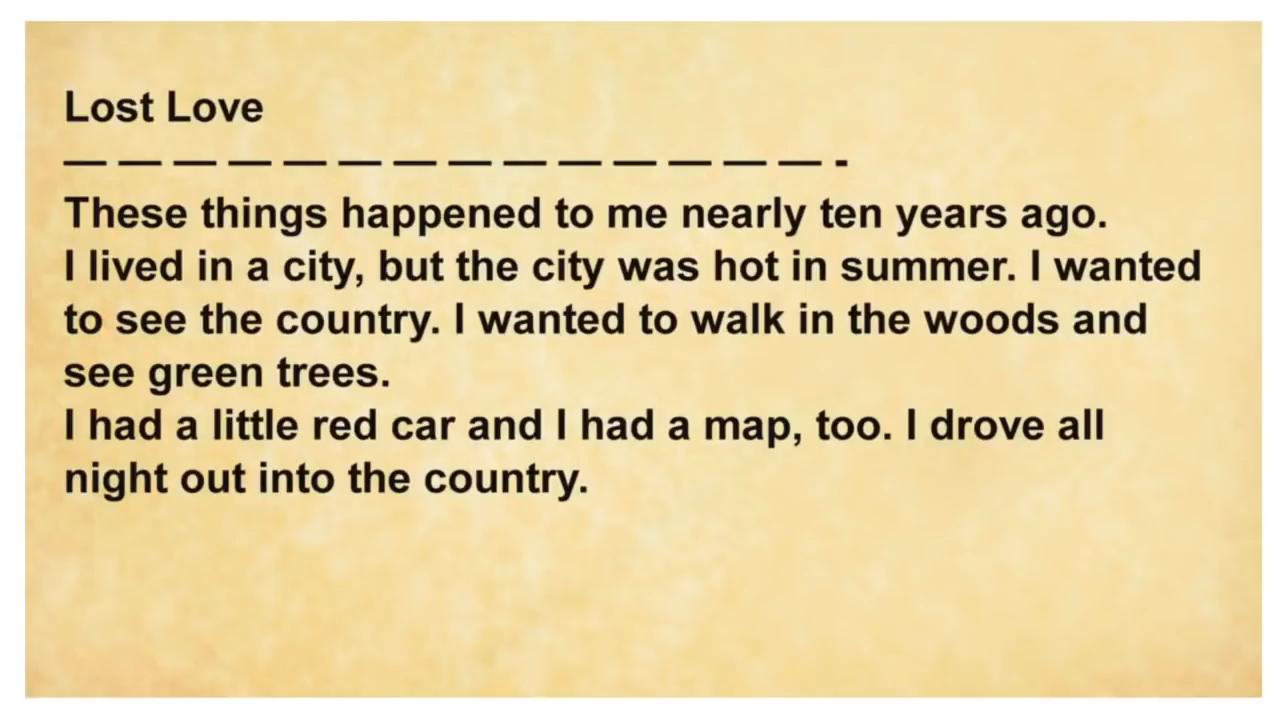 Lost Love
— — — — — — — — — — — — — — -
These things happened to me nearly ten years ago.
I lived in a city, but the city was hot in summer. I wanted
to see the country. I wanted to walk in the woods and
see green trees.
I had a little red car and I had a map, too. I drove all
night out into the country.